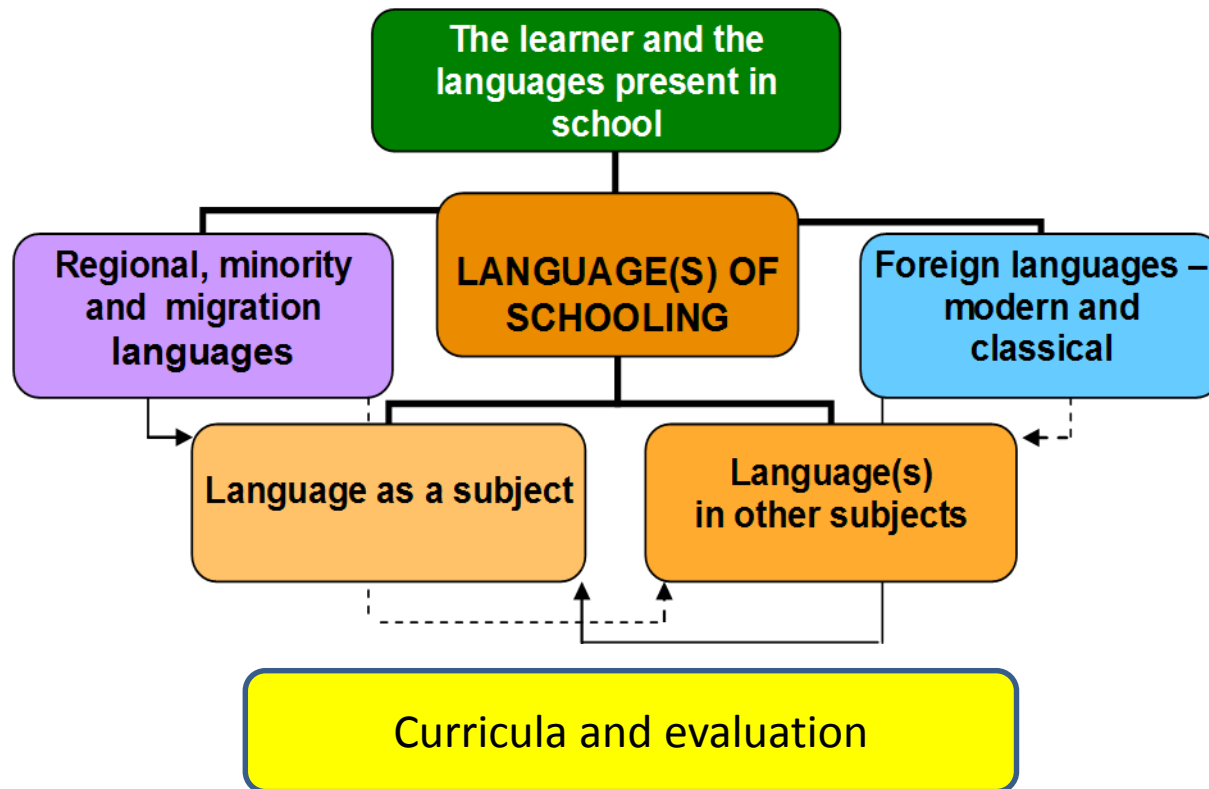 The learner and the
languages present in
school
Regional, minority
and migration
languages
LANGUAGE(S) OF
SCHOOLING
Foreign languages –
modern and
classical
Language as a subject
Language(s)
in other subjects
Curricula and evaluation